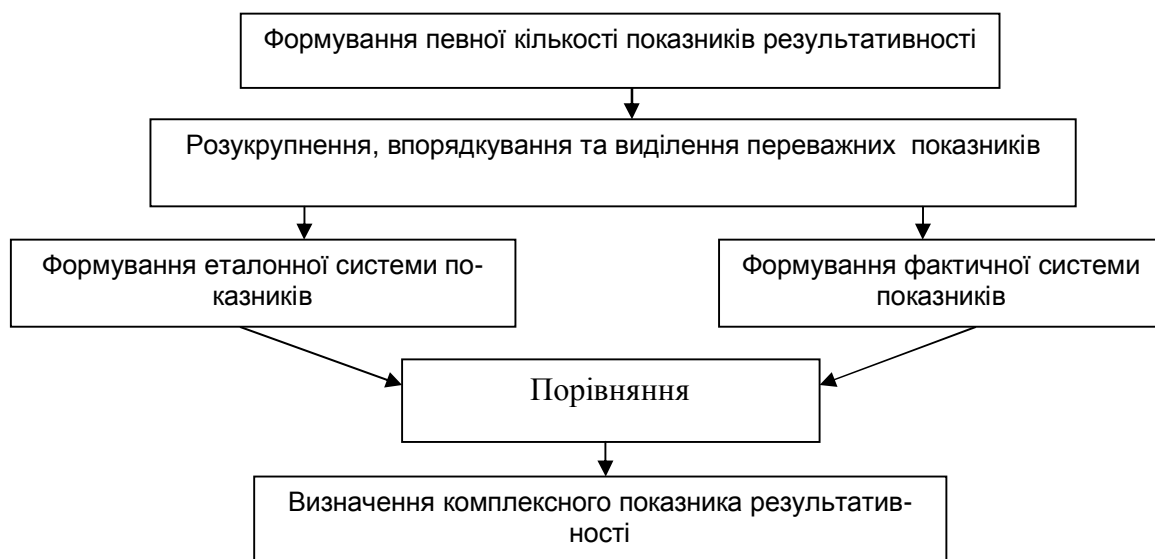 Формування певної кількості показників результативності
Розукрупнення, впорядкування та виділення переважних показників
Формування еталонної системи по-
казників
Формування фактичної системи
показників
Порівняння
Визначення комплексного показника результатив-
ності